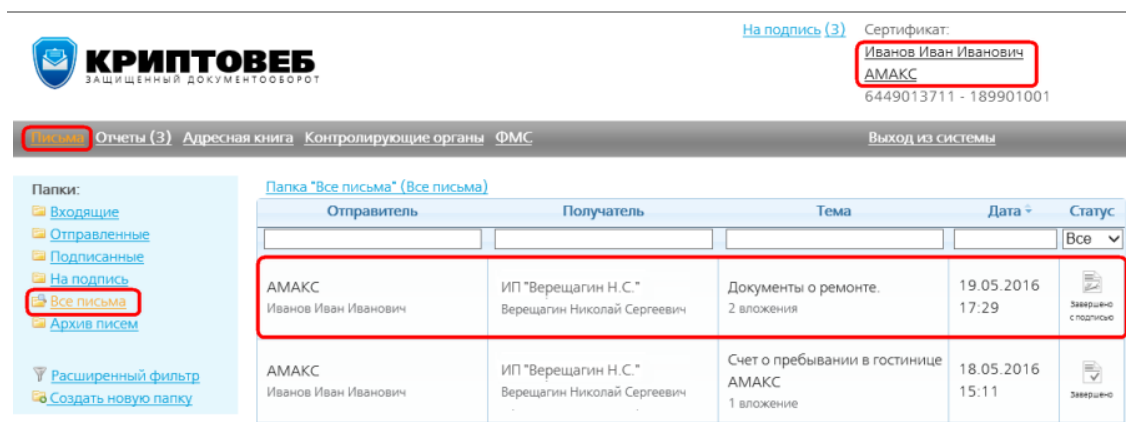 КРИПТОВЕБ
ЗАЩИЩЕННЫЙ ДОКУМЕНТООБОРОТ
На подпись (3)
Сертификат:
Иванов Иван Иванович
АМАКС
6449013711 - 189901001
Письма Отчеты (3) Адресная книга Контролирующие органы ФМС Выход из системы
Папки:
Входящие
Отправленные
Подписанные
На подпись
Все письма
Архив писем
Расширенный фильтр
Создать новую папку
Папка "Все письма" (Все письма)
Отправитель Получатель Тема Дата Статус
Все
АМАКС
Иванов Иван Иванович
ИП "Верещагин Н.С."
Верещагин Николай Сергеевич
Документы о ремонте.
2 вложения
19.05.2016
17:29
Завершено
с подписью
АМАКС
Иванов Иван Иванович
ИП "Верещагин Н.С."
Верещагин Николай Сергеевич
Счет о пребывании в гостинице
АМАКС
1 вложение
18.05.2016
15:11
Завершено